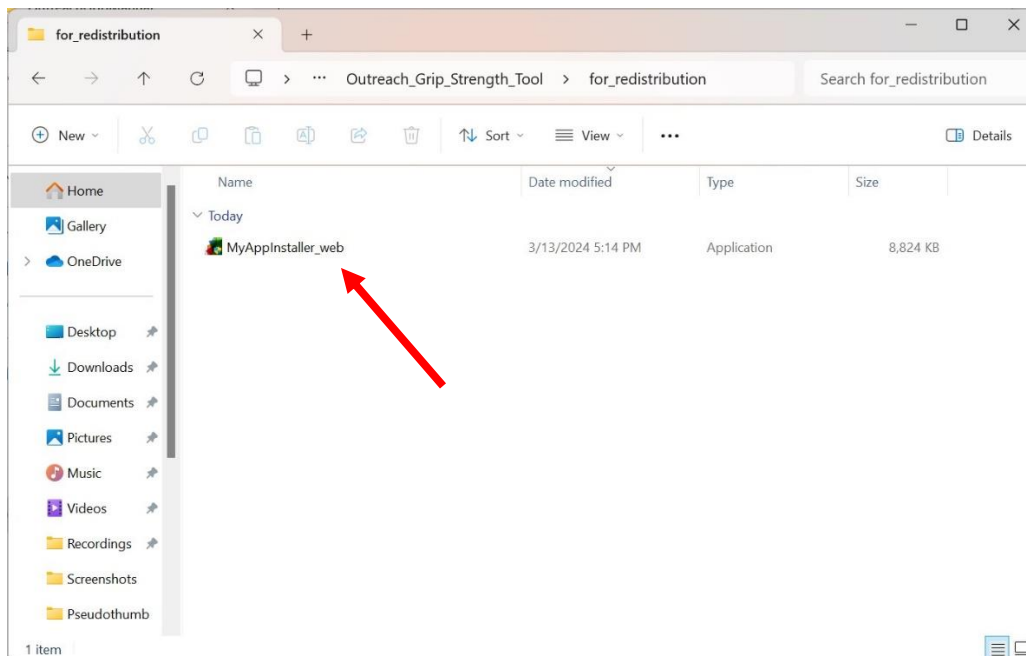 for_redistribution
Outreach_Grip_Strength_Tool > for_redistribution Search for_redistribution
New Sort View Details
Name Date modified Type Size
Home
Gallery
OneDrive
Desktop
Downloads
Documents
Pictures
Music
Videos
Recordings
Screenshots
Pseudothumb
Today
MyAppInstaller_web 3/13/2024 5:14 PM Application 8,824 KB
1 item